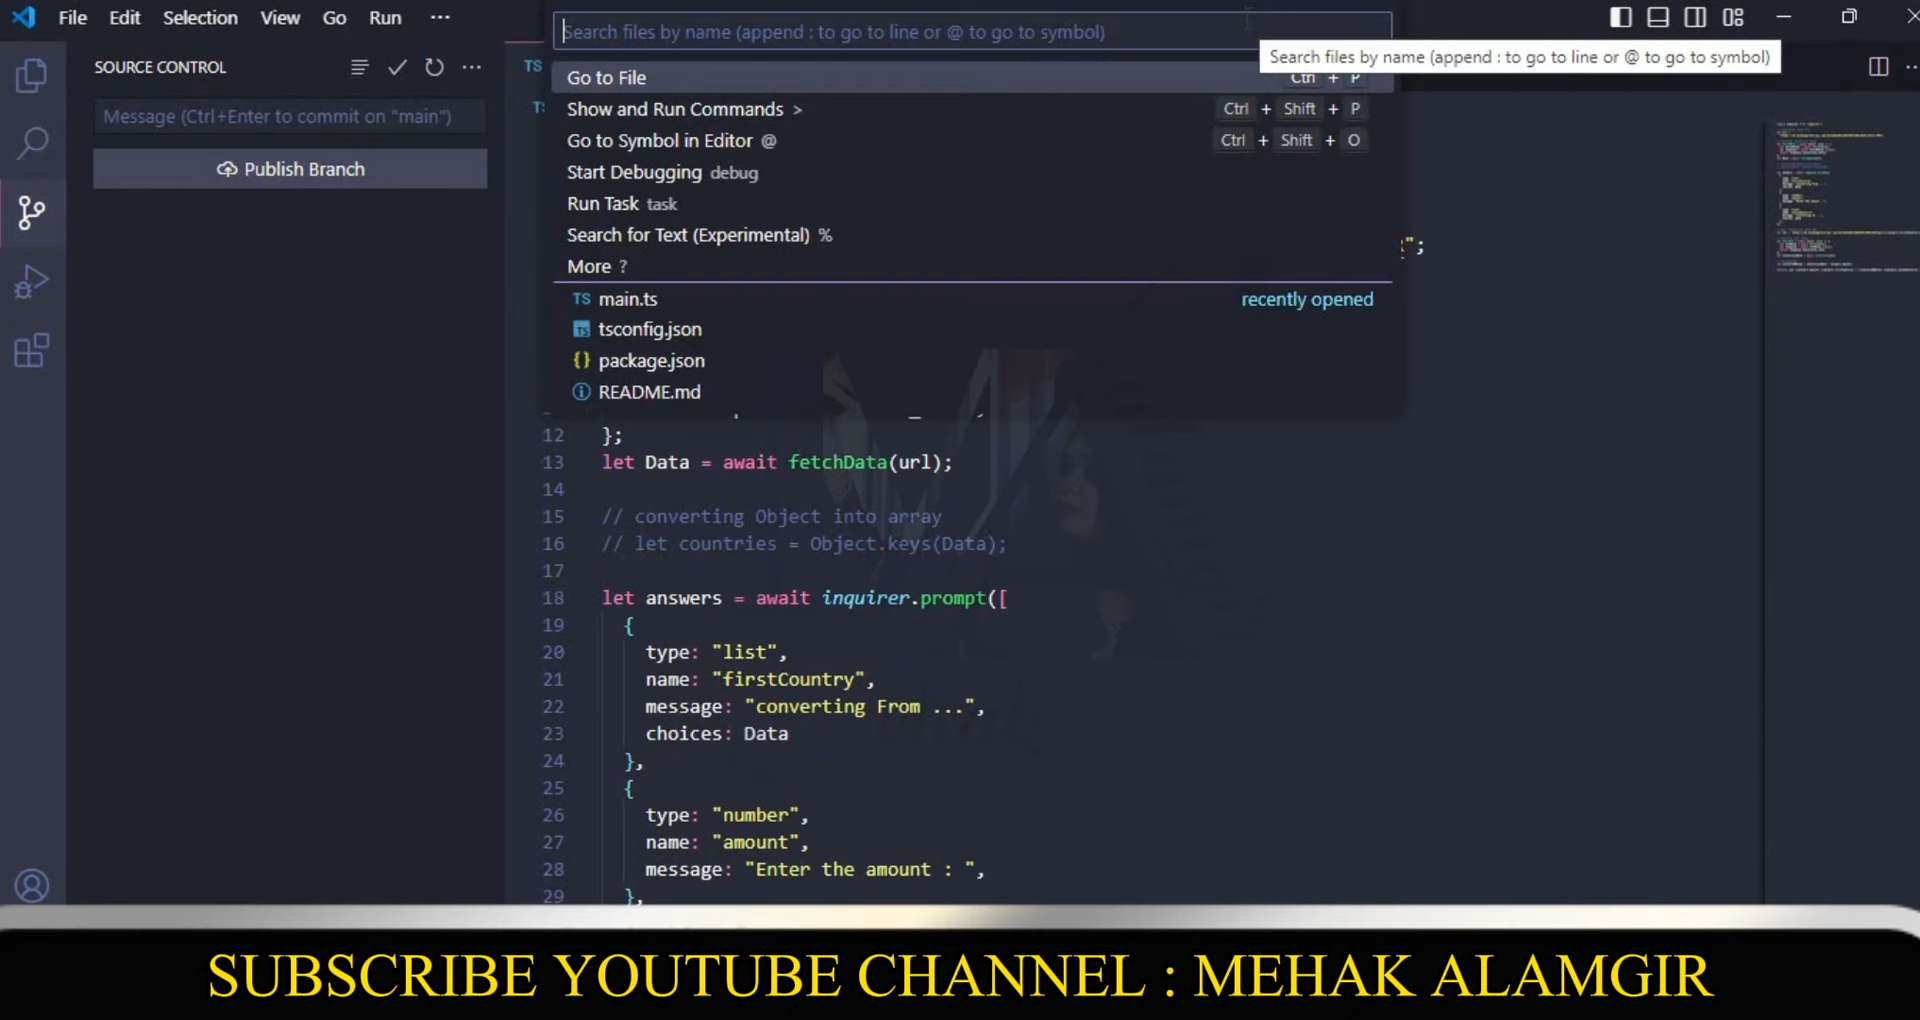 File Edit Selection View Go Run ...
Search files by name (append : to go to line or @ to go to symbol)
Search files by name (append : to go to line or @ to go to symbol)
SOURCE CONTROL
Message (Ctrl+Enter to commit on "main")
Publish Branch
TS
Go to File Ctrl + P
Show and Run Commands > Ctrl + Shift + P
Go to Symbol in Editor @ Ctrl + Shift + O
Start Debugging debug
Run Task task
Search for Text (Experimental) %
More ?
";
TS main.ts recently opened
TS tsconfig.json
{} package.json
README.md
12 };
13 let Data = await fetchData(url);
14
15 // converting Object into array
16 // let countries = Object.keys(Data);
17
18 let answers = await inquirer.prompt([
19 {
20 type: "list",
21 name: "firstCountry",
22 message: "converting From ...",
23 choices: Data
24 },
25 {
26 type: "number",
27 name: "amount",
28 message: "Enter the amount : ",
29 },
SUBSCRIBE YOUTUBE CHANNEL : MEHAK ALAMGIR